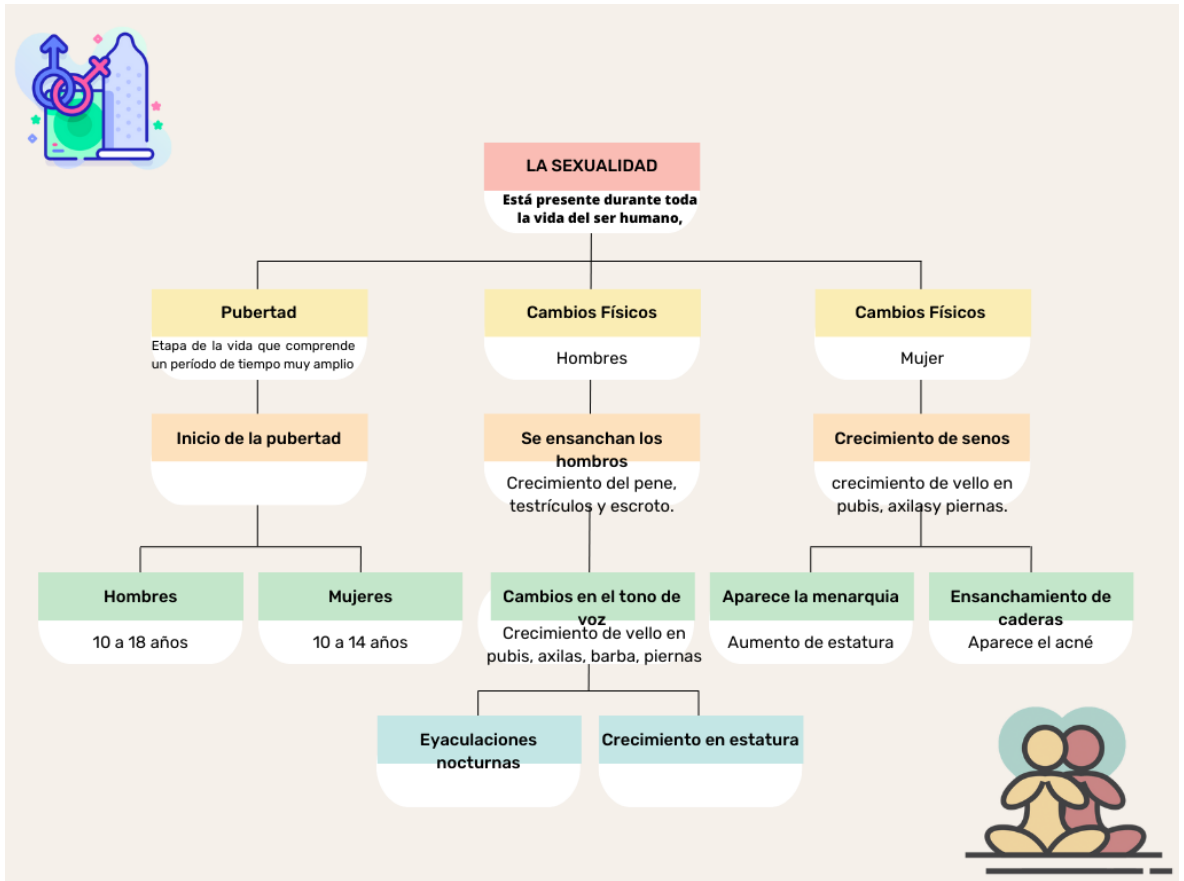 LA SEXUALIDAD
Está presente durante toda
la vida del ser humano,
Pubertad
Etapa de la vida que comprende
un período de tiempo muy amplio
Cambios Físicos
Hombres
Cambios Físicos
Mujer
Inicio de la pubertad
Se ensanchan los
hombros
Crecimiento del pene,
testrículos y escroto.
Crecimiento de senos
crecimiento de vello en
pubis, axilasy piernas.
Hombres
10 a 18 años
Mujeres
10 a 14 años
Cambios en el tono de
voz
Crecimiento de vello en
pubis, axilas, barba, piernas
Aparece la menarquia
Aumento de estatura
Ensanchamiento de
caderas
Aparece el acné
Eyaculaciones
nocturnas
Crecimiento en estatura